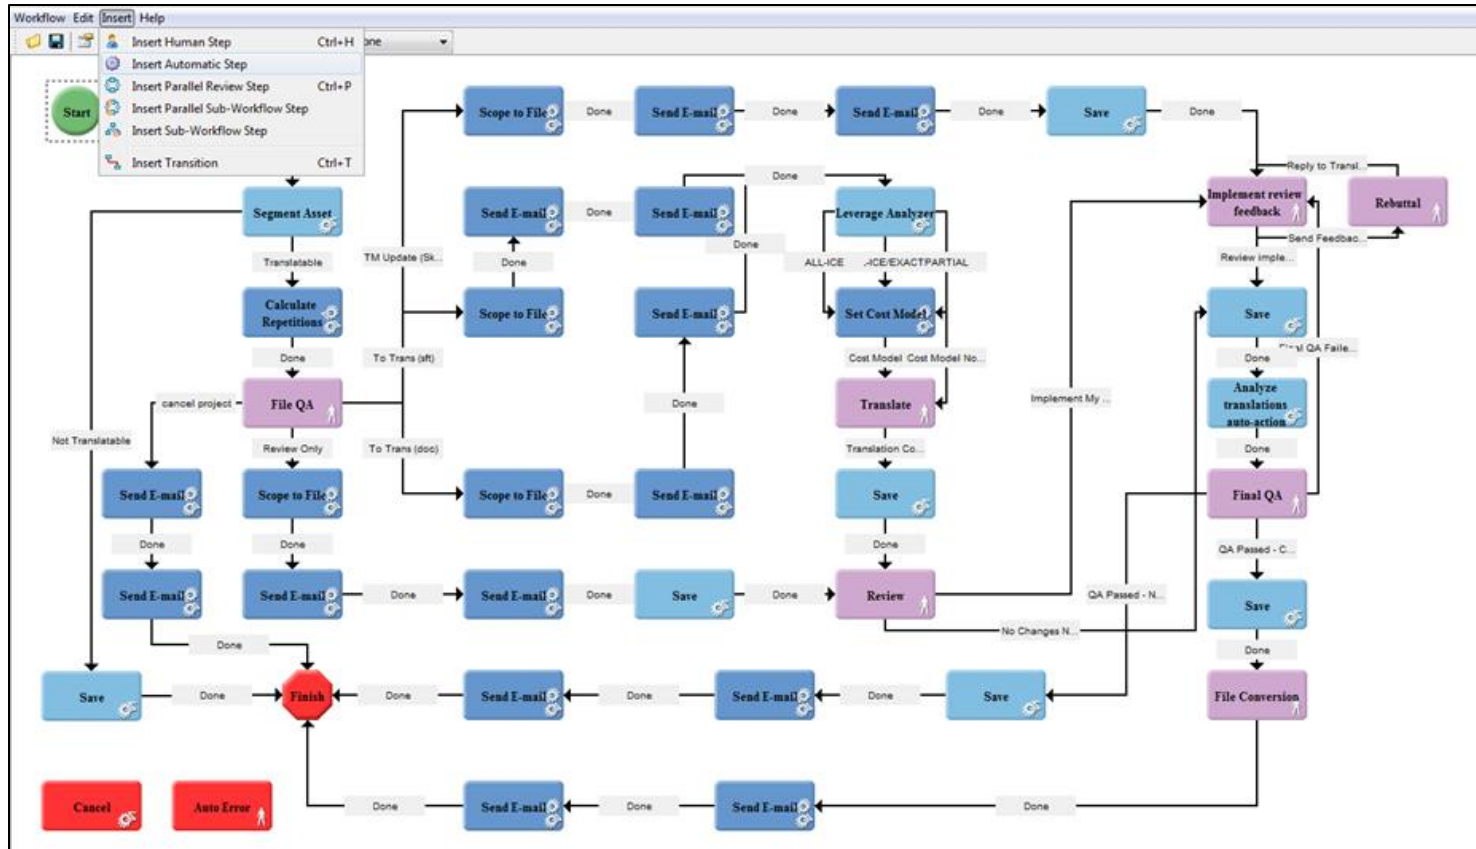 Workflow Edit Insert Help
Insert Human Step Ctrl+H
Insert Automatic Step
Insert Parallel Review Step Ctrl+P
Insert Parallel Sub-Workflow Step
Insert Sub-Workflow Step
Insert Transition Ctrl+T
Start
Scope to File
Done
Send E-mail
Done
Send E-mail
Done
Save
Done
Reply to Transl...
Implement review
feedback
Rebuttal
Send Feedbac...
Review imple...
Segment Asset
Send E-mail
Done
Send E-mail
Done
Leverage Analyzer
Done
Translatable
TM Update (Sk...
Done
ALL-ICE
.-ICE/EXACT
PARTIAL
Calculate
Repetitions
Scope to File
Send E-mail
Set Cost Model
Save
Done
To Trans (sft)
Cost Model
Cost Model No...
Done
cancel project
File QA
Done
Translate
Implement My ...
Analyze
translations
auto-action
Not Translatable
Review Only
To Trans (doc)
Translation Co...
Done
Send E-mail
Scope to File
Scope to File
Done
Send E-mail
Save
Final QA
Done
Done
Done
QA Passed - C...
Send E-mail
Send E-mail
Done
Send E-mail
Done
Save
Done
Review
QA Passed - N...
Save
No Changes N...
Done
Done
Save
Done
Finish
Done
Send E-mail
Done
Send E-mail
Done
Save
File Conversion
Cancel
Auto Error
Done
Send E-mail
Done
Send E-mail
Done